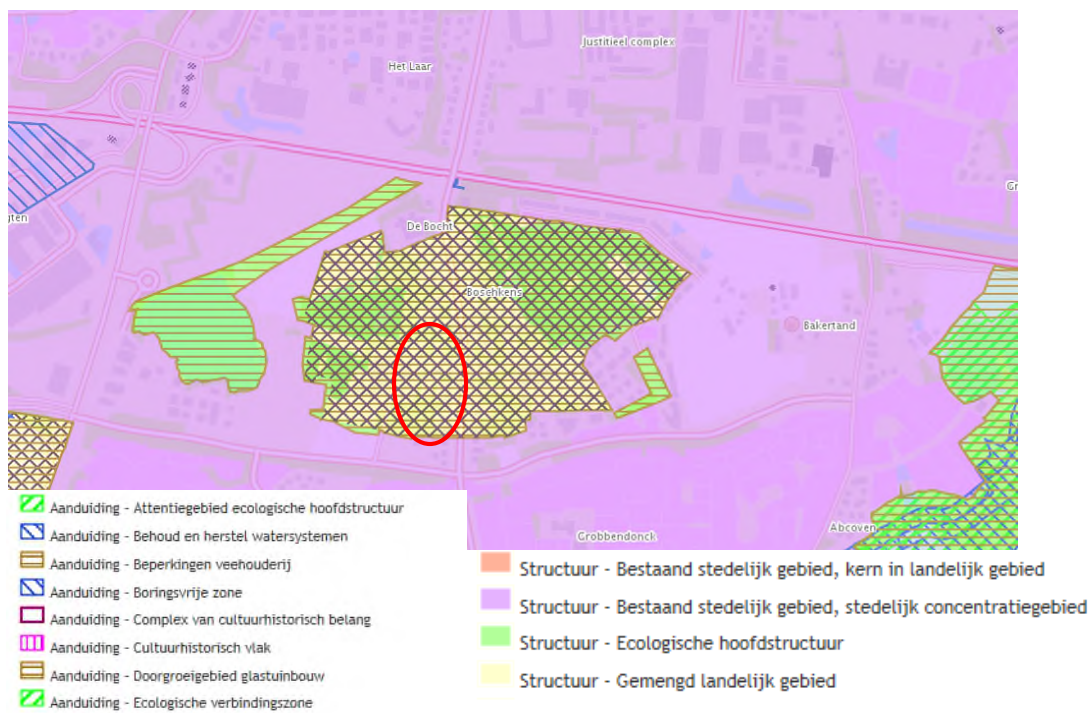 Justitieel complex
Het Laar
De Bocht
Boschkens
Bakertand
Grobbendonck
Abcoven
Aanduiding - Attentiegebied ecologische hoofdstructuur
Aanduiding - Behoud en herstel watersystemen
Aanduiding - Beperkingen veehouderij
Aanduiding - Boringsvrije zone
Aanduiding - Complex van cultuurhistorisch belang
Aanduiding - Cultuurhistorisch vlak
Aanduiding - Doorgroeigebied glastuinbouw
Aanduiding - Ecologische verbindingszone
Structuur - Bestaand stedelijk gebied, kern in landelijk gebied
Structuur - Bestaand stedelijk gebied, stedelijk concentratiegebied
Structuur - Ecologische hoofdstructuur
Structuur - Gemengd landelijk gebied